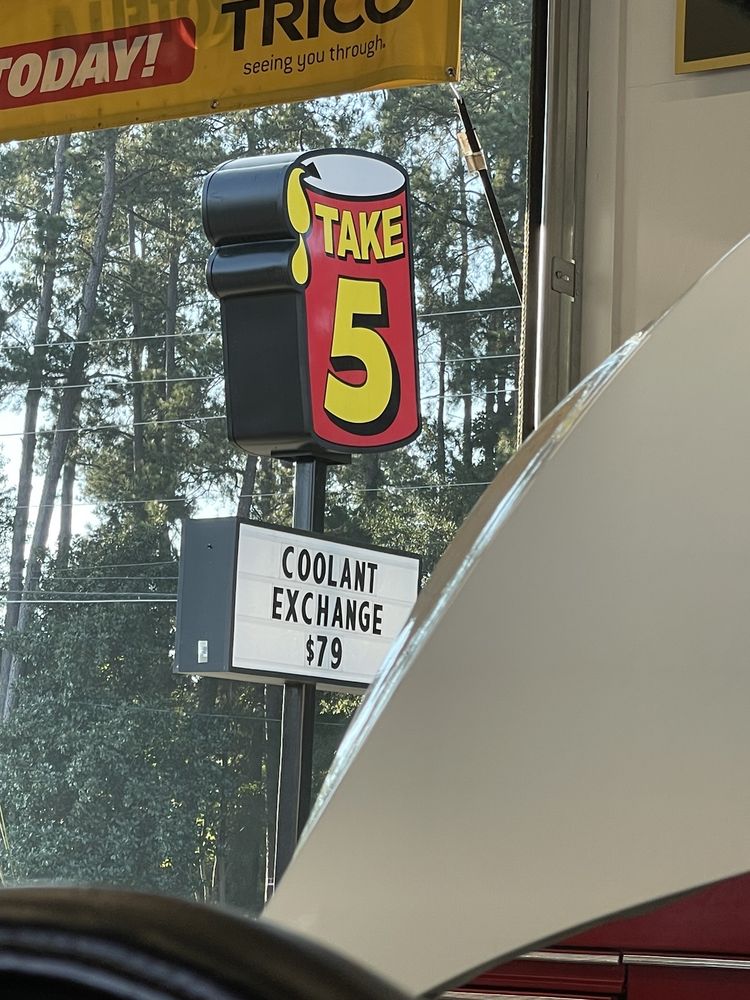 TRICO
TODAY!
seeing you through.
TAKE
5
COOLANT
EXCHANGE
$79